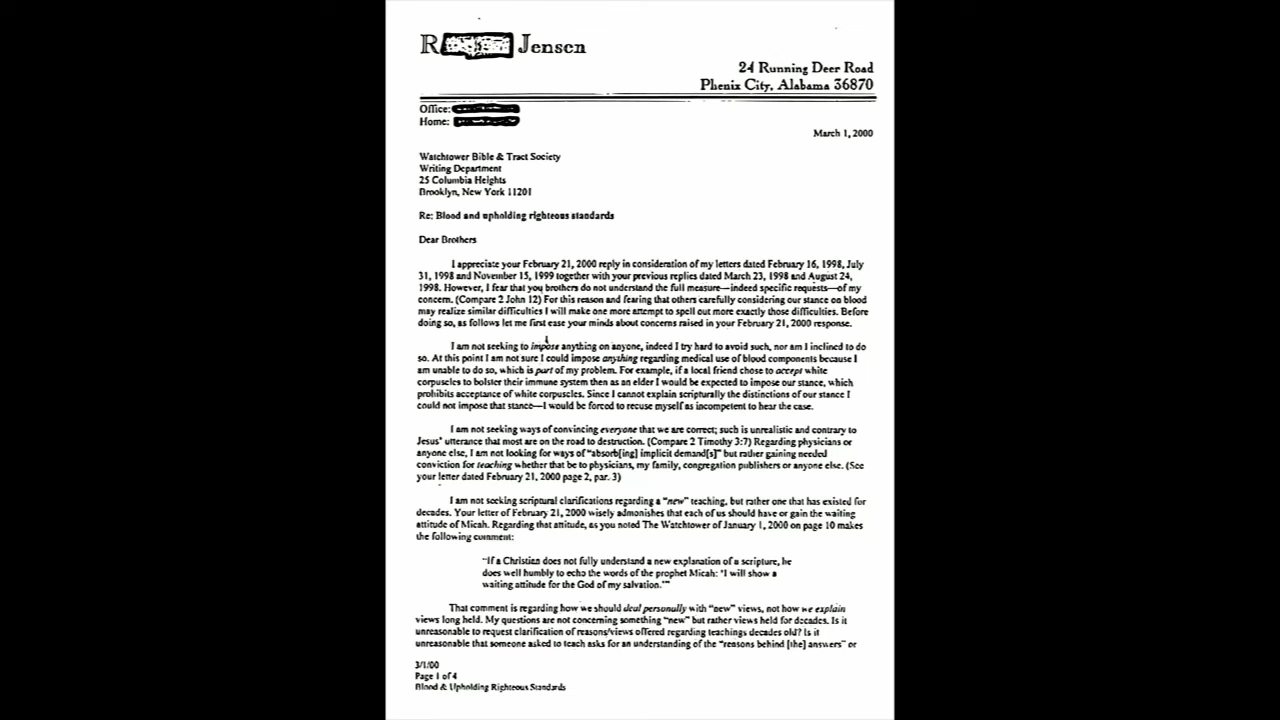 R Jensen
24 Running Deer Road
Phenix City, Alabama 36870
Office:
Home:
March 1, 2000
Watchtower Bible & Tract Society
Writing Department
25 Columbia Heights
Brooklyn, New York 11201
Re: Blood and upholding righteous standards
Dear Brothers
I appreciate your February 21, 2000 reply in consideration of my letters dated February 16, 1998, July
31, 1998 and November 15, 1999 together with your previous replies dated March 23, 1998 and August 24,
1998. However, I fear that you brothers do not understand the full measure—indeed specific requests—of my
concern. (Compare 2 John 12) For this reason and fearing that others carefully considering our stance on blood
may realize similar difficulties I will make one more attempt to spell out more exactly those difficulties. Before
doing so, as follows let me first ease your minds about concerns raised in your February 21, 2000 response.
I am not seeking to impose anything on anyone, indeed I try hard to avoid such, nor am I inclined to do
so. At this point I am not sure I could impose anything regarding medical use of blood components because I
am unable to do so, which is part of my problem. For example, if a local friend chose to accept white
corpuscles to bolster their immune system then as an elder I would be expected to impose our stance, which
prohibits acceptance of white corpuscles. Since I cannot explain scripturally the distinctions of our stance I
could not impose that stance—I would be forced to recuse myself as incompetent to hear the case.
I am not seeking ways of convincing everyone that we are correct; such is unrealistic and contrary to
Jesus' utterance that most are on the road to destruction. (Compare 2 Timothy 3:7) Regarding physicians or
anyone else, I am not looking for ways of "absorb[ing] implicit demand[s]" but rather gaining needed
conviction for teaching whether that be to physicians, my family, congregation publishers or anyone else. (See
your letter dated February 21, 2000 page 2, par. 3)
I am not seeking scriptural clarifications regarding a "new" teaching, but rather one that has existed for
decades. Your letter of February 21, 2000 wisely admonishes that each of us should have or gain the waiting
attitude of Micah. Regarding that attitude, as you noted The Watchtower of January 1, 2000 on page 10 makes
the following comment:
"If a Christian does not fully understand a new explanation of a scripture, he
does well humbly to echo the words of the prophet Micah: 'I will show a
waiting attitude for the God of my salvation.'"
That comment is regarding how we should deal personally with "new" views, not how we explain
views long held. My questions are not concerning something "new" but rather views held for decades. Is it
unreasonable to request clarification of reasons/views offered regarding teachings decades old? Is it
unreasonable that someone asked to teach asks for an understanding of the "reasons behind [the] answers" or
3/1/00
Page 1 of 4
Blood & Upholding Righteous Standards